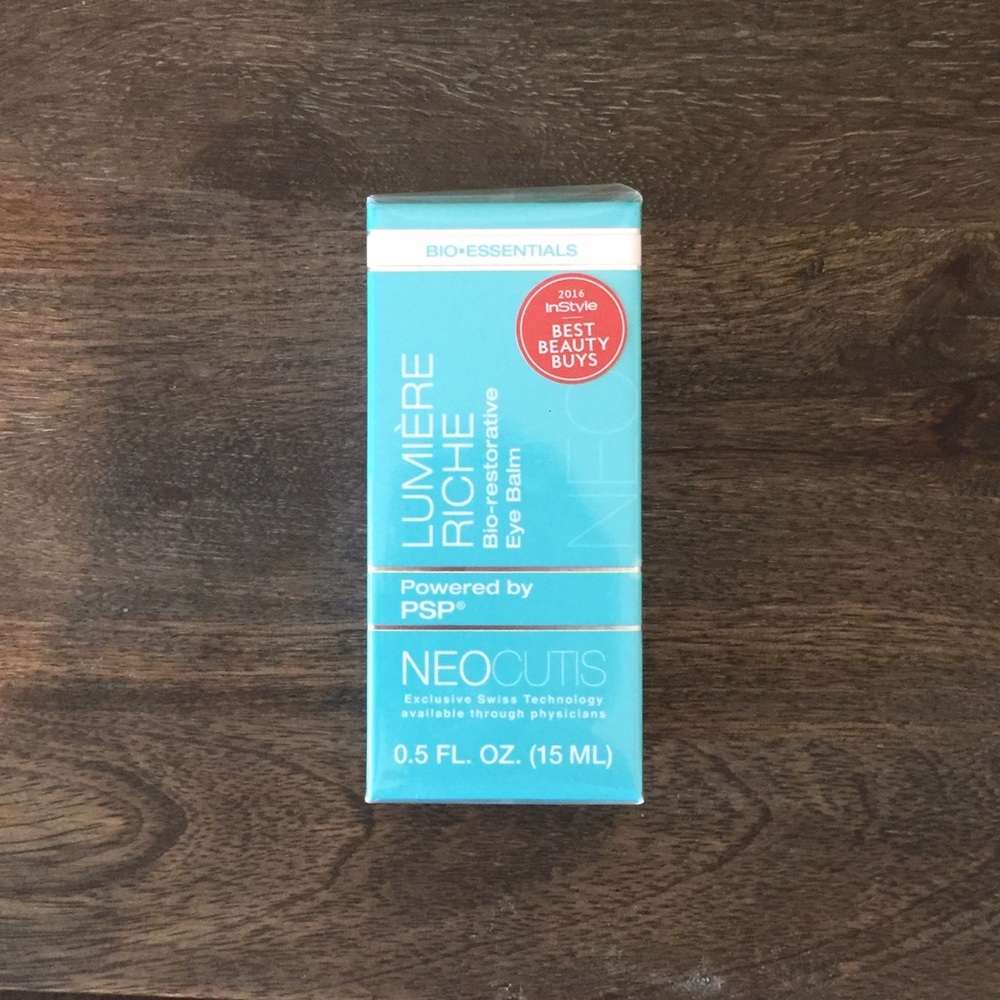 BIO•ESSENTIALS
2016
InStyle
BEST
BEAUTY
BUYS
LUMIÈRE
RICHE
Bio-restorative
Eye Balm
NEO
Powered by
PSP®
NEOCUTIS
Exclusive Swiss Technology
available through physicians
0.5 FL. OZ. (15 ML)